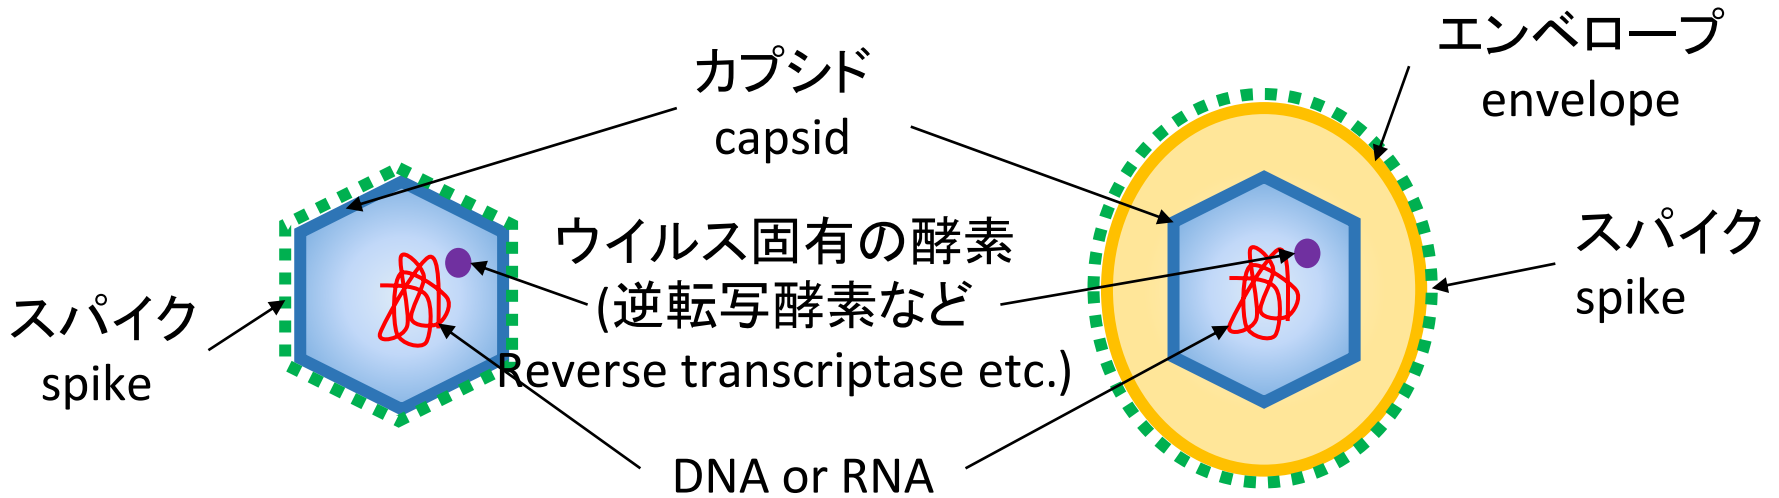 エンベロープ
envelope
カプシド
capsid
ウイルス固有の酵素
(逆転写酵素など
Reverse transcriptase etc.)
スパイク
spike
スパイク
spike
DNA or RNA